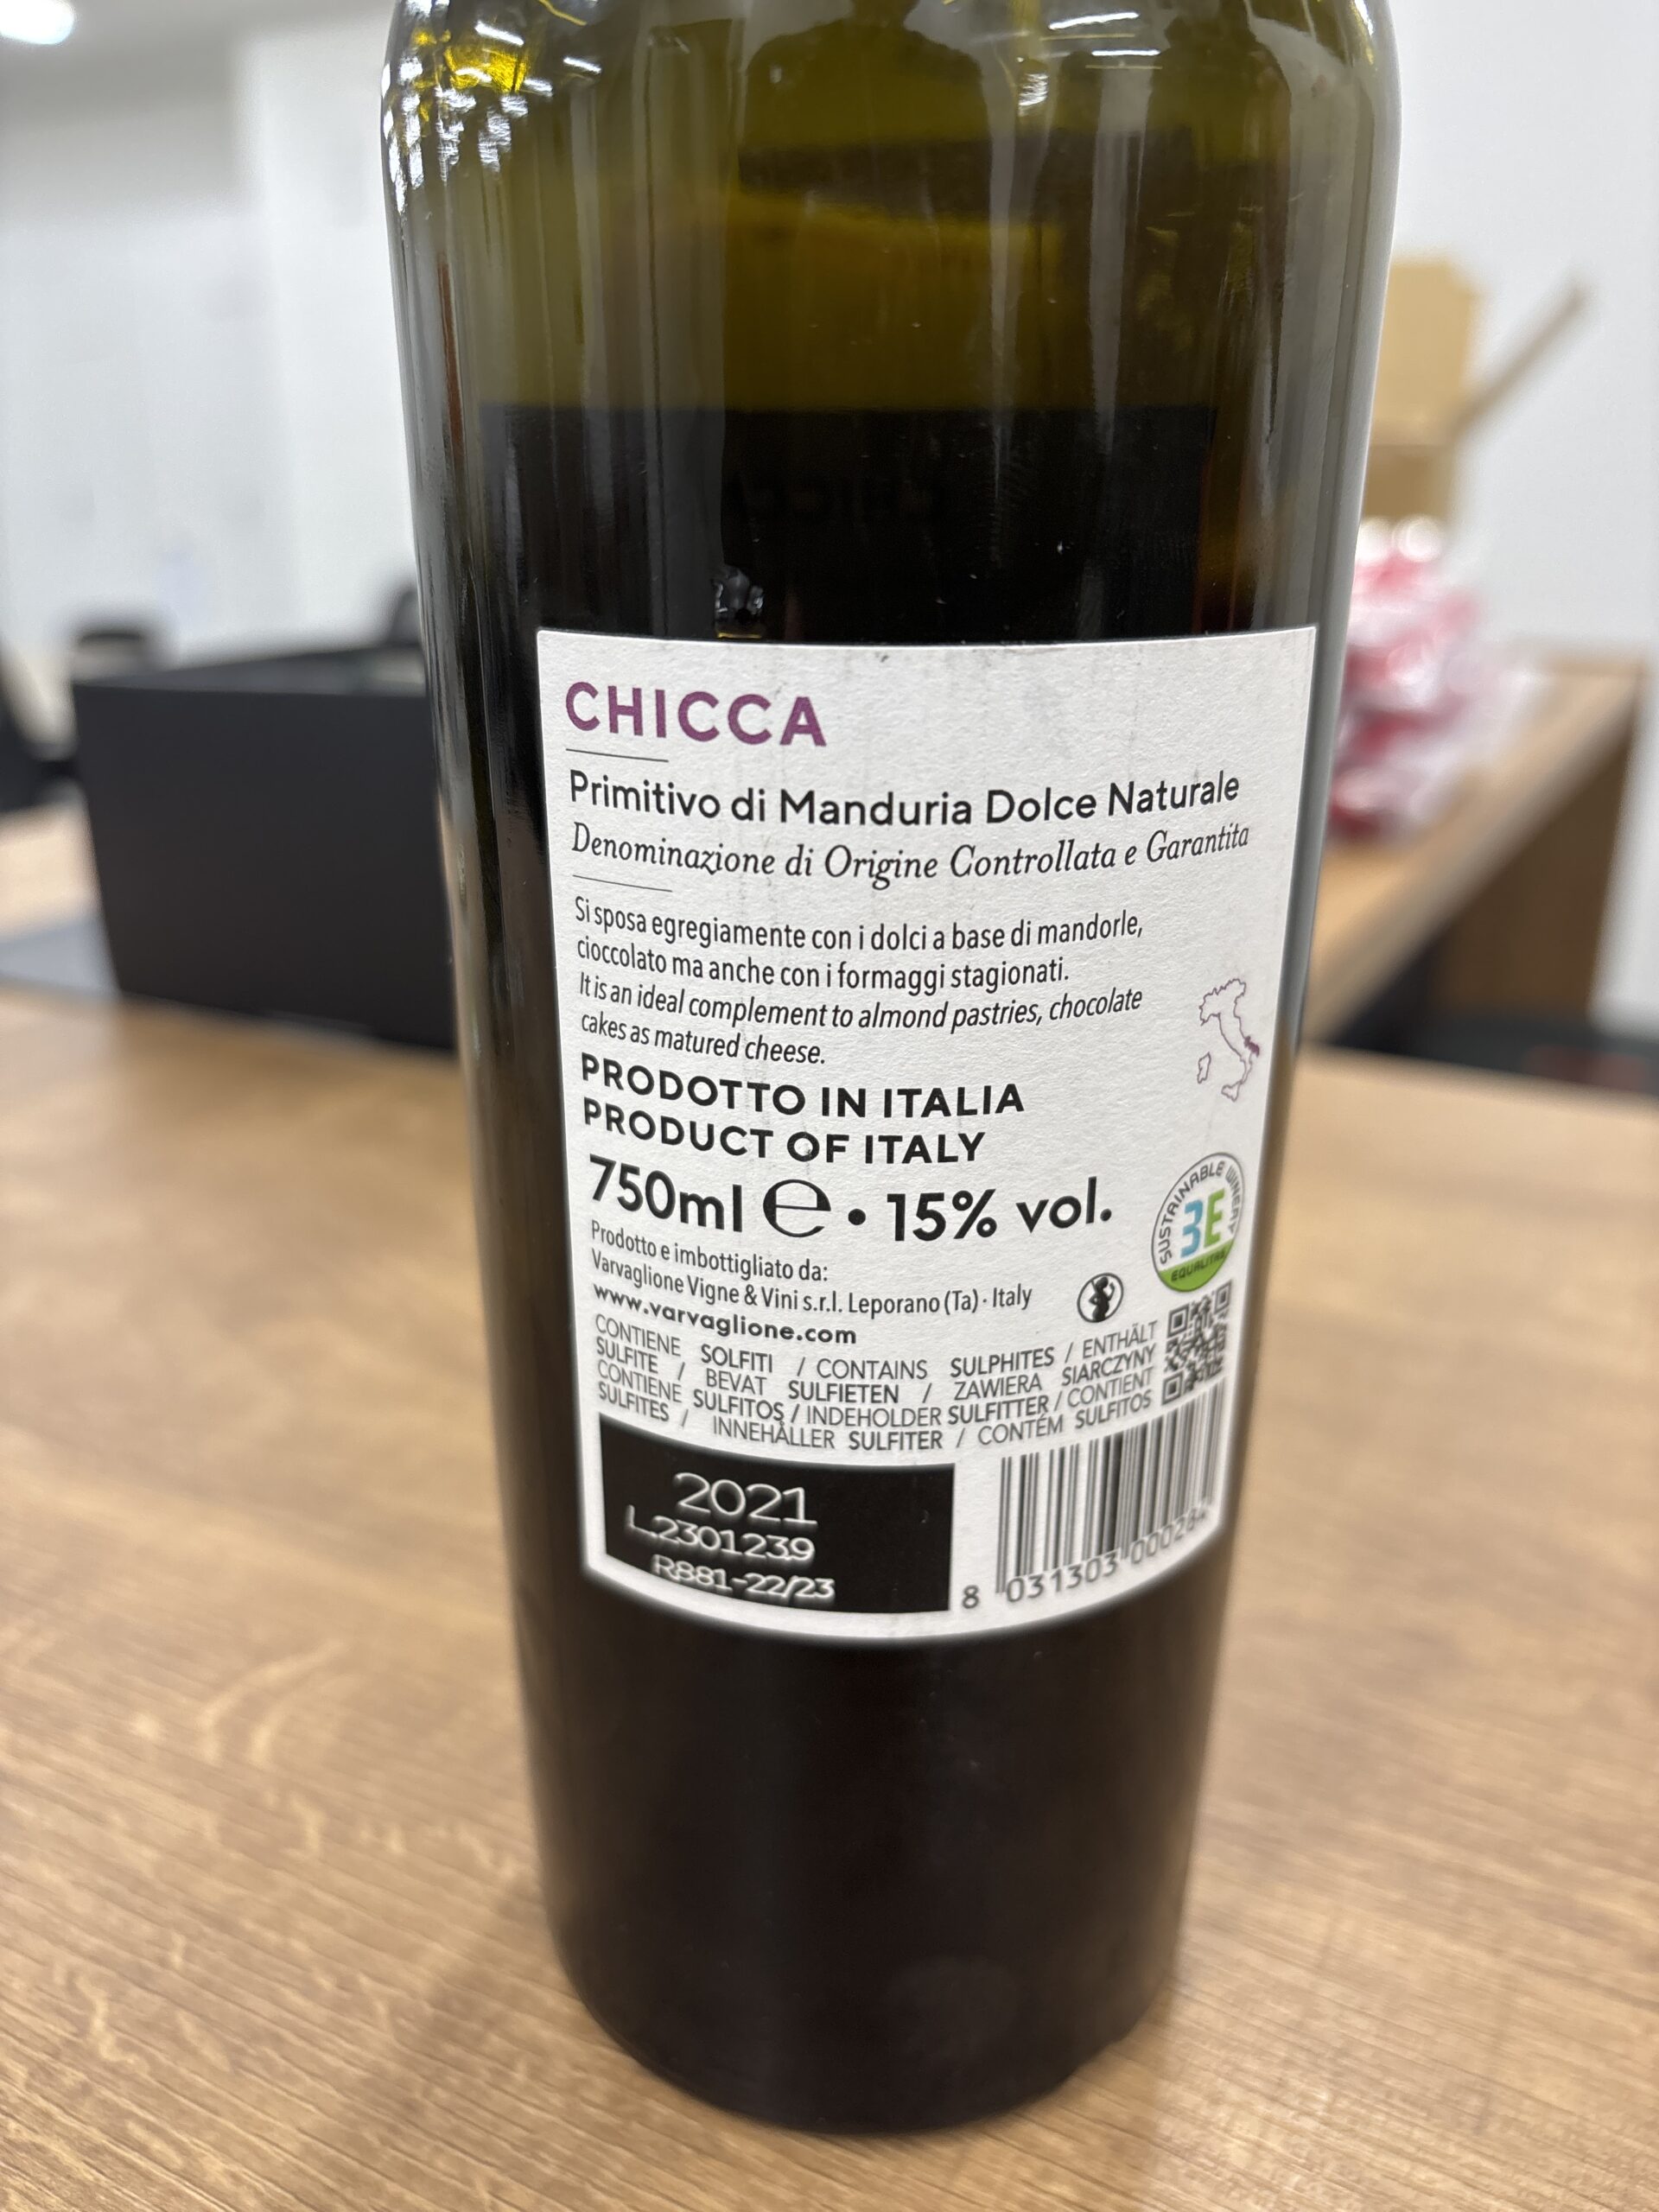 CHICCA
Primitivo di Manduria Dolce Naturale
Denominazione di Origine Controllata e Garantita
Si sposa egregiamente con i dolci a base di mandorle,
cioccolato ma anche con i formaggi stagionati.
It is an ideal complement to almond pastries, chocolate
cakes as matured cheese.
PRODOTTO IN ITALIA
PRODUCT OF ITALY
750ml e • 15% vol.
SUSTAINABLE WINERY
3E
EQUALITAS
Prodotto e imbottigliato da:
Varvaglione Vigne & Vini s.r.l. Leporano (Ta) - Italy
www.varvaglione.com
CONTIENE SOLFITI / CONTAINS SULPHITES / ENTHÄLT
SULFITE / BEVAT SULFIETEN / ZAWIERA SIARCZYNY
CONTIENE SULFITOS / INDEHOLDER SULFITTER / CONTIENT
SULFITES / INNEHÅLLER SULFITER / CONTÉM SULFITOS
2021
L.2301239
R881-22/23
8 031303 000284